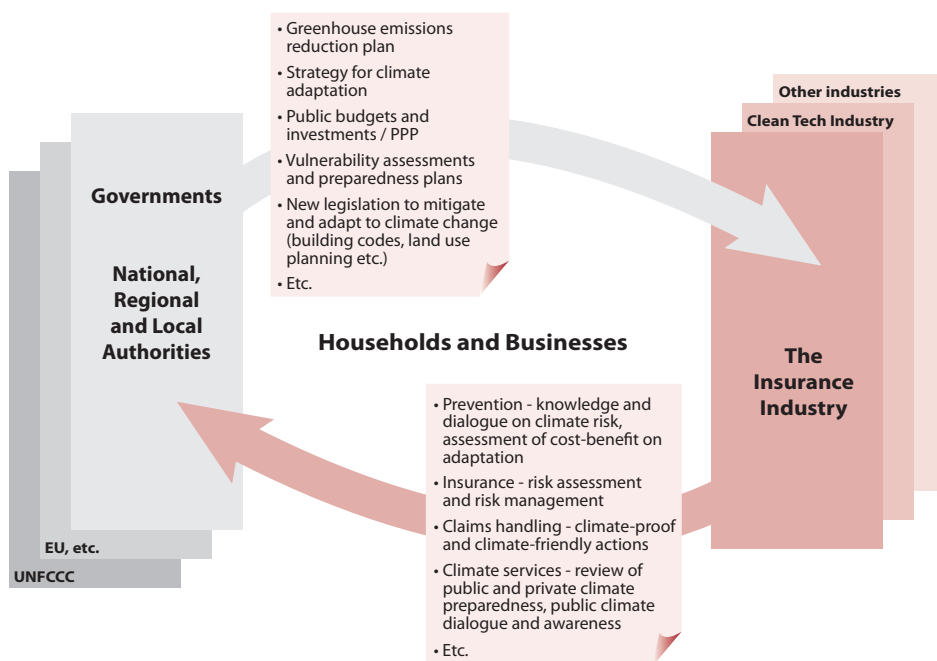 • Greenhouse emissions
reduction plan
• Strategy for climate
adaptation
• Public budgets and
investments / PPP
• Vulnerability assessments
and preparedness plans
• New legislation to mitigate
and adapt to climate change
(building codes, land use
planning etc.)
• Etc.
Other industries
Clean Tech Industry
Governments
National,
Regional
and Local
Authorities
Households and Businesses
The
Insurance
Industry
• Prevention - knowledge and
dialogue on climate risk,
assessment of cost-benefit on
adaptation
• Insurance - risk assessment
and risk management
• Claims handling - climate-proof
and climate-friendly actions
• Climate services - review of
public and private climate
preparedness, public climate
dialogue and awareness
• Etc.
EU, etc.
UNFCCC